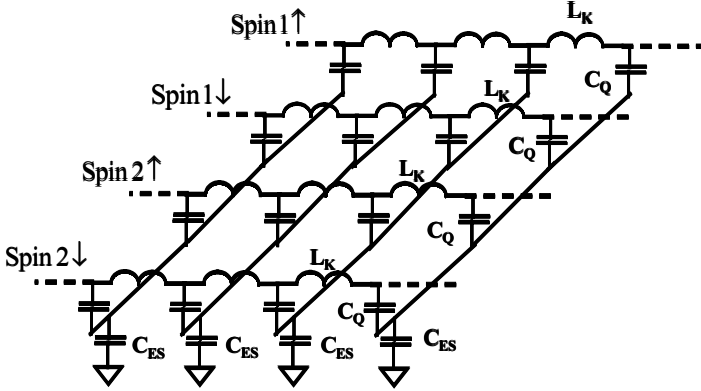 L_K
Spin 1↑
C_Q
Spin 1↓ L_K
C_Q
Spin 2↑ L_K
C_Q
Spin 2↓ L_K
C_Q
C_ES C_ES C_ES C_ES